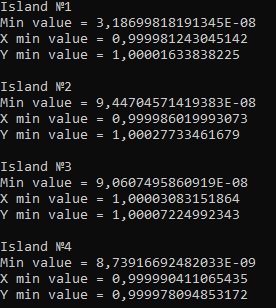 Island №1
Min value = 3,18699818191345E-08
X min value = 0,999981243045142
Y min value = 1,00001633838225
Island №2
Min value = 9,44704571419383E-08
X min value = 0,999986019993073
Y min value = 1,00027733461679
Island №3
Min value = 9,0607495860919E-08
X min value = 1,00003083151864
Y min value = 1,00007224992343
Island №4
Min value = 8,73916692482033E-09
X min value = 0,999990411065435
Y min value = 0,999978094853172